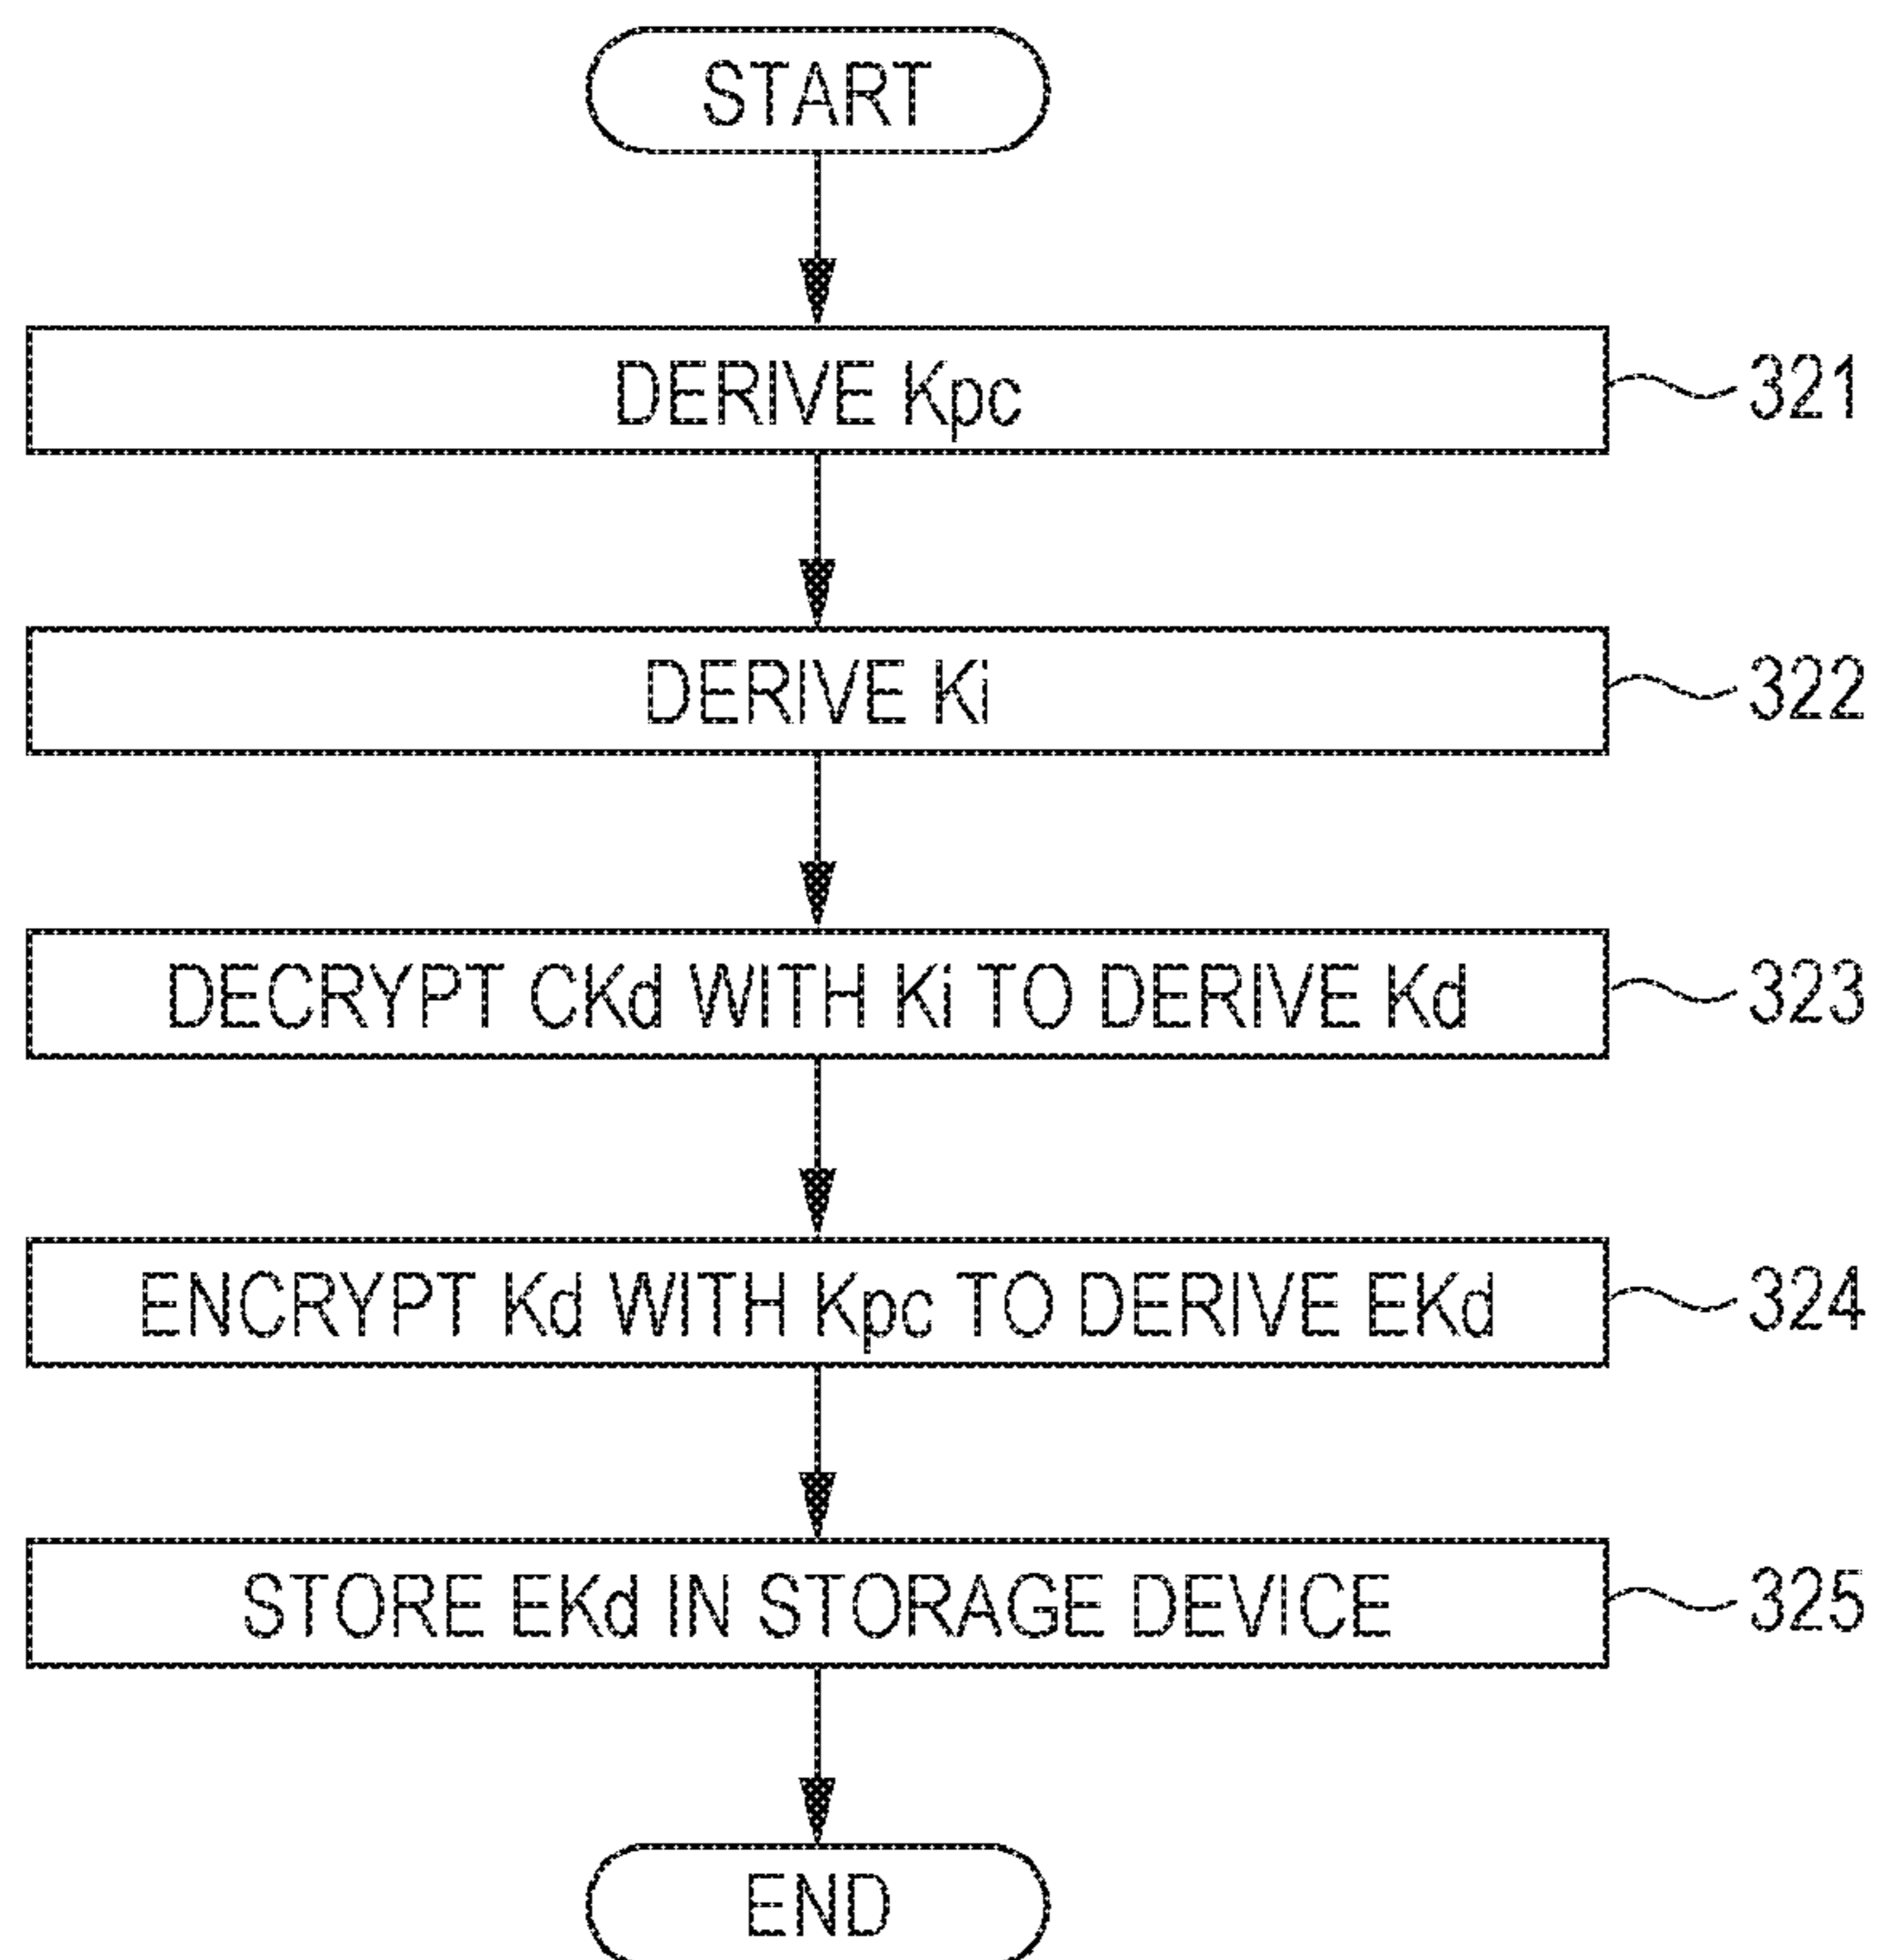 START
DERIVE Kpc
321
DERIVE Ki
322
DECRYPT CKd WITH Ki TO DERIVE Kd
323
ENCRYPT Kd WITH Kpc TO DERIVE EKd
324
STORE EKd IN STORAGE DEVICE
325
END